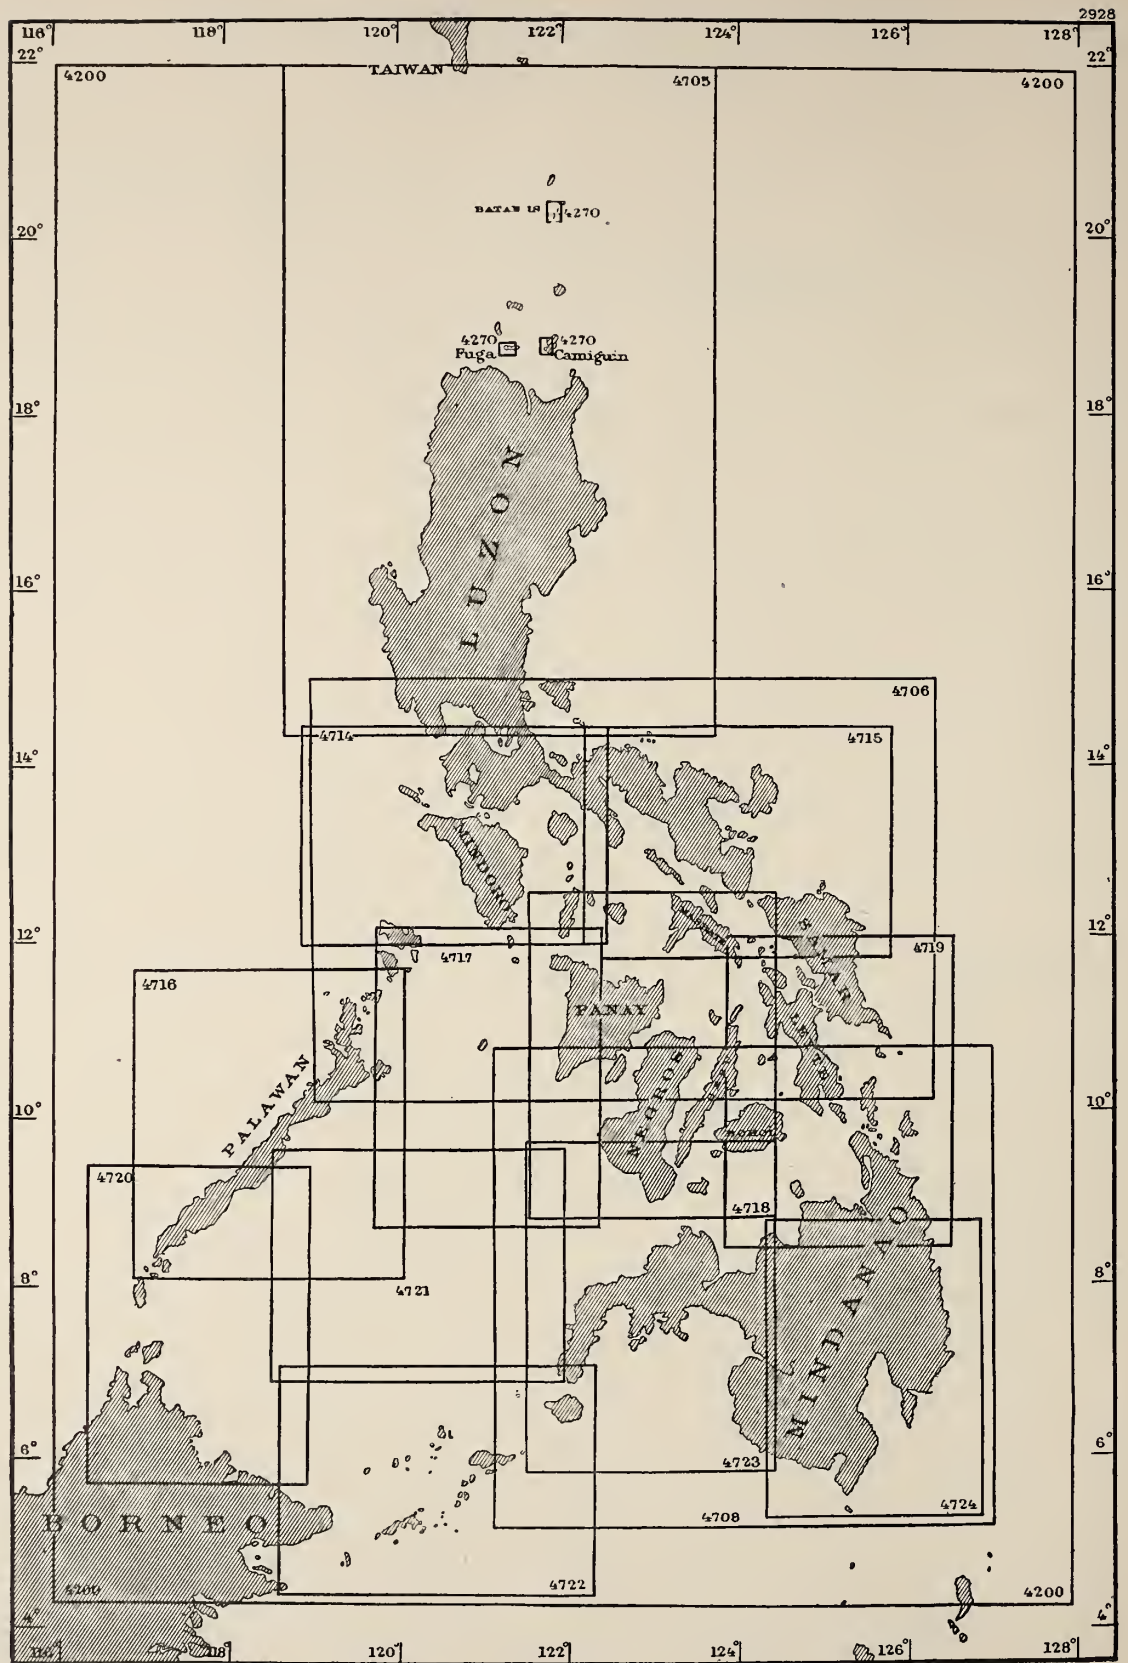 2928
116° 118° 120° 122° 124° 126° 128°
22° 22°
4200 TAIWAN 4705 4200
BATAN IS 4270
20° 20°
4270 4270
Fuga Camiguin
18° 18°
LUZON
16° 16°
4706
4714 4715
14° 14°
MINDORO
MASBATE
SAMAR
12° 12°
4717 4719
4716
PANAY
LEYTE
NEGROS
PALAWAN
10° 10°
BOHOL
4720
4718
MINDANAO
8° 8°
4721
6° 6°
4723
4724
4708
BORNEO
4722
4200 4200
4° 4°
116° 118° 120° 122° 124° 126° 128°